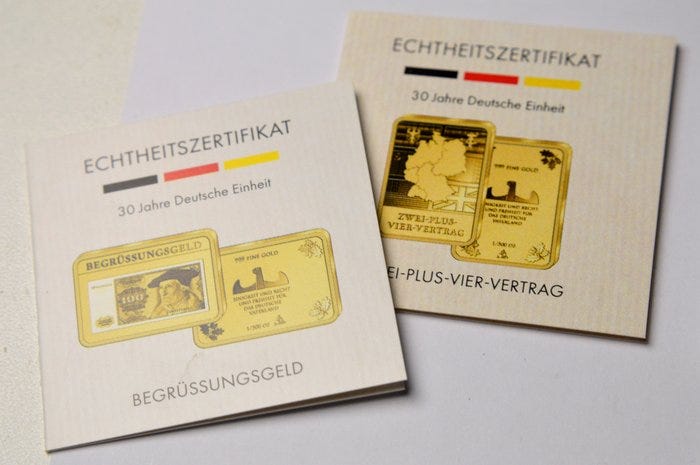 ECHTHEITSZERTIFIKAT
30 Jahre Deutsche Einheit
BEGRÜSSUNGSGELD
100
999 FINE GOLD
EINIGKEIT UND RECHT
UND FREIHEIT FÜR
DAS DEUTSCHE
VATERLAND
1/500 OZ
BEGRÜSSUNGSGELD
ECHTHEITSZERTIFIKAT
30 Jahre Deutsche Einheit
ZWEI-PLUS-
VIER-VERTRAG
999 FINE GOLD
EINIGKEIT UND RECHT
UND FREIHEIT FÜR
DAS DEUTSCHE
VATERLAND
1/500 OZ
EI-PLUS-VIER-VERTRAG